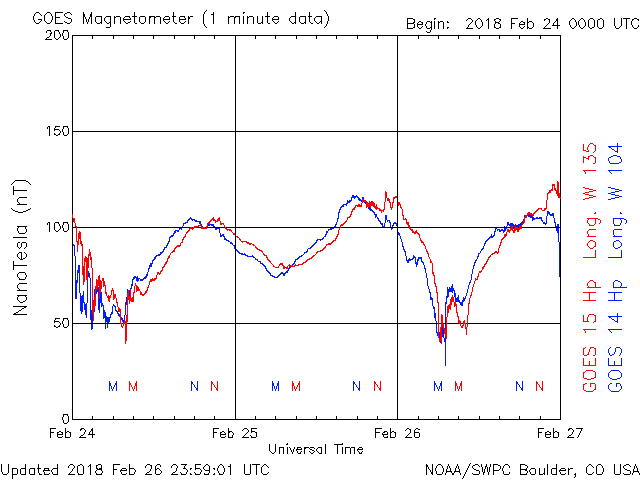 GOES Magnetometer (1 minute data)
Begin: 2018 Feb 24 0000 UTC
200
150
100
50
0
NanoTesla (nT)
M M N N M M N N M M N N
Feb 24 Feb 25 Feb 26 Feb 27
Universal Time
GOES 15 Hp Long. W 135
GOES 14 Hp Long. W 104
Updated 2018 Feb 26 23:59:01 UTC
NOAA/SWPC Boulder, CO USA